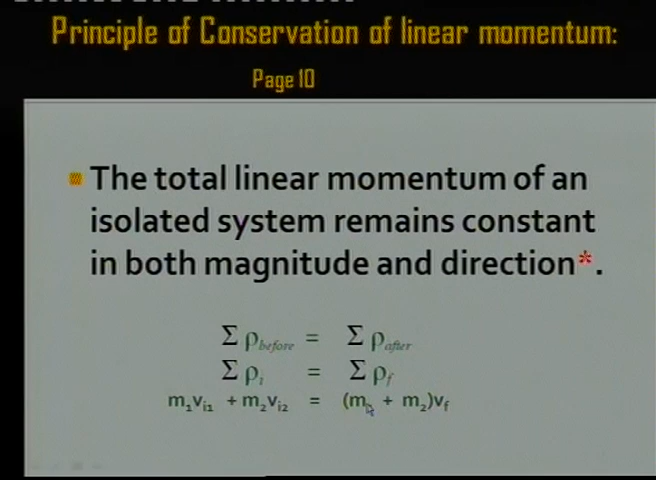 Principle of Conservation of linear momentum:
Page 10
The total linear momentum of an
isolated system remains constant
in both magnitude and direction*.
Σ ρbefore = Σ ρafter
Σ ρi = Σ ρf
m₁vi1 + m₂vi2 = (m₁ + m₂)vf